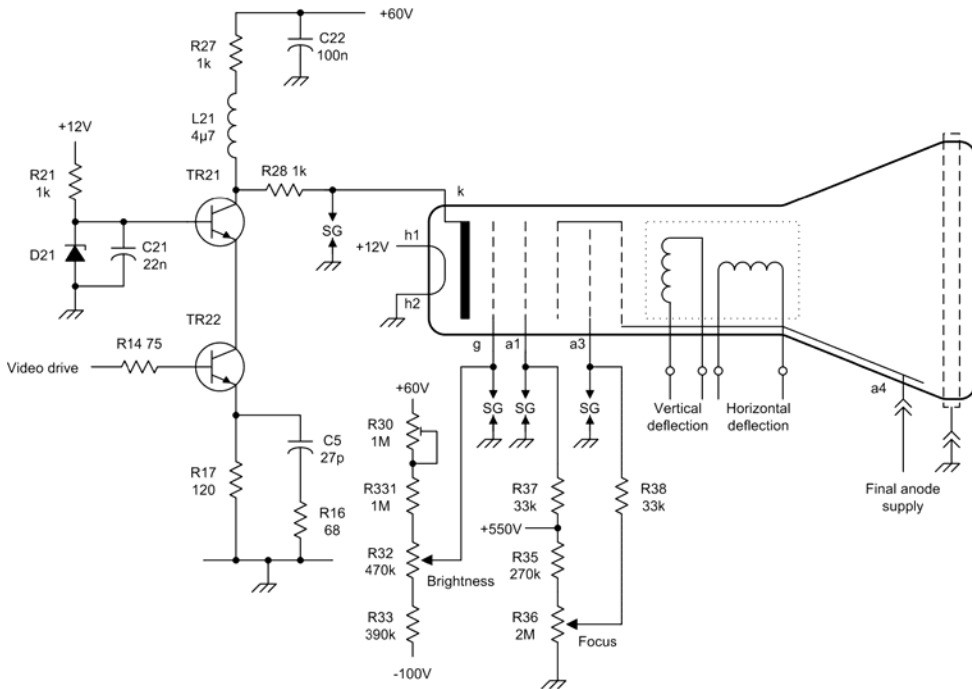 +60V
R27
1k
C22
100n
L21
4µ7
+12V
R21
1k
TR21
R28 1k
k
SG
D21
C21
22n
+12V
h1
h2
TR22
R14 75
Video drive
g
a1
a3
a4
+60V
SG
SG
SG
Vertical
deflection
Horizontal
deflection
R30
1M
C5
27p
R17
120
R16
68
R331
1M
R37
33k
R38
33k
Final anode
supply
+550V
R32
470k
Brightness
R35
270k
R33
390k
R36
2M
Focus
-100V